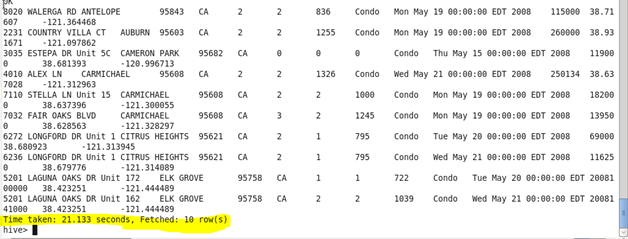 OK
8020 WALERGA RD ANTELOPE 95843 CA 2 2 836 Condo Mon May 19 00:00:00 EDT 2008 115000 38.71
607 -121.364468
2231 COUNTRY VILLA CT AUBURN 95603 CA 2 2 1255 Condo Mon May 19 00:00:00 EDT 2008 260000 38.93
1671 -121.097862
3035 ESTEPA DR Unit 5C CAMERON PARK 95682 CA 0 0 0 Condo Thu May 15 00:00:00 EDT 2008 11900
0 38.681393 -120.996713
4010 ALEX LN CARMICHAEL 95608 CA 2 2 1326 Condo Wed May 21 00:00:00 EDT 2008 250134 38.63
7028 -121.312963
7110 STELLA LN Unit 15 CARMICHAEL 95608 CA 2 2 1000 Condo Mon May 19 00:00:00 EDT 2008 18200
0 38.637396 -121.300055
7032 FAIR OAKS BLVD CARMICHAEL 95608 CA 3 2 1245 Condo Mon May 19 00:00:00 EDT 2008 13950
0 38.628563 -121.328297
6272 LONGFORD DR Unit 1 CITRUS HEIGHTS 95621 CA 2 1 795 Condo Tue May 20 00:00:00 EDT 2008 69000
38.680923 -121.313945
6236 LONGFORD DR Unit 1 CITRUS HEIGHTS 95621 CA 2 1 795 Condo Wed May 21 00:00:00 EDT 2008 11625
0 38.679776 -121.314089
5201 LAGUNA OAKS DR Unit 172 ELK GROVE 95758 CA 1 1 722 Condo Tue May 20 00:00:00 EDT 20081
00000 38.423251 -121.444489
5201 LAGUNA OAKS DR Unit 162 ELK GROVE 95758 CA 2 2 1039 Condo Wed May 21 00:00:00 EDT 20081
41000 38.423251 -121.444489
Time taken: 21.133 seconds, Fetched: 10 row(s)
hive>